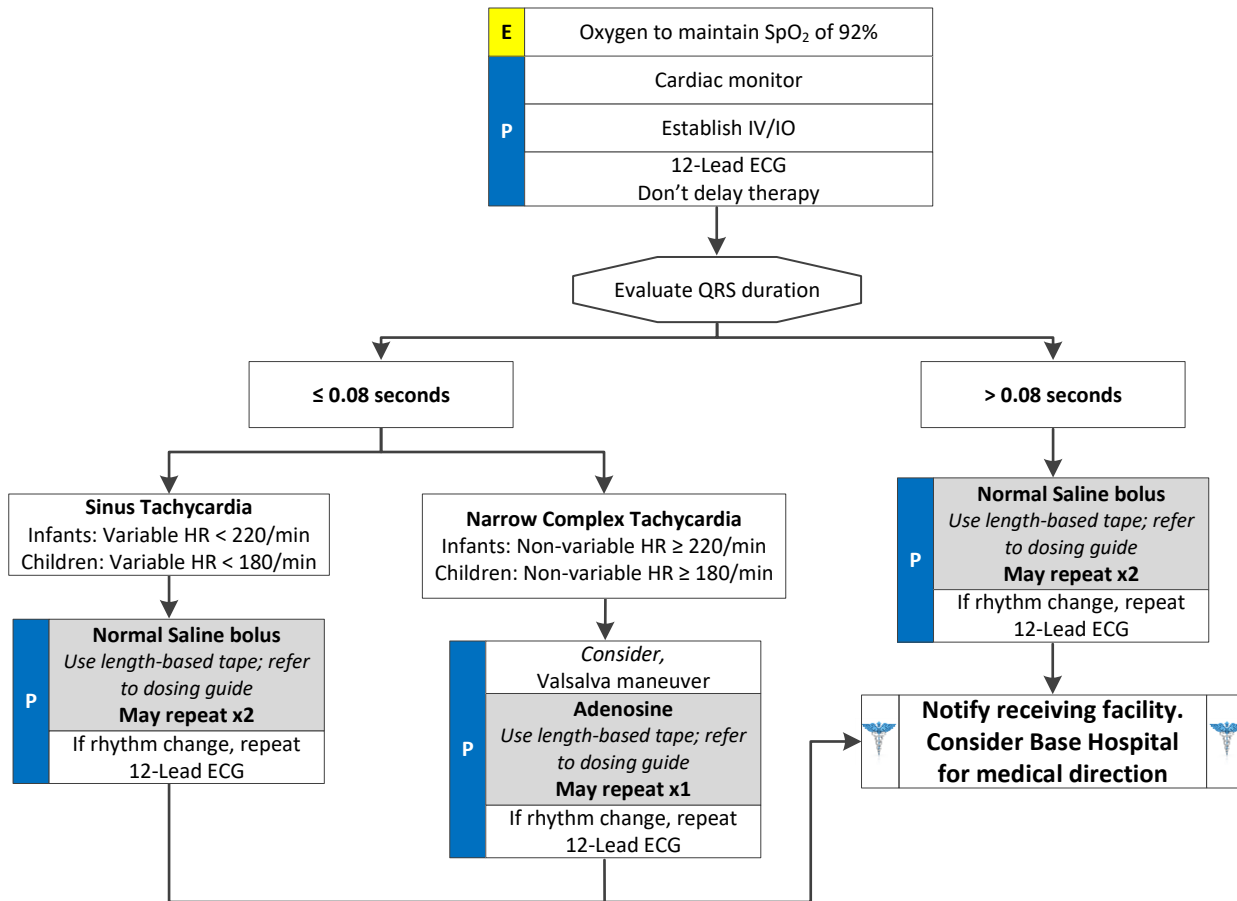 E
Oxygen to maintain SpO₂ of 92%
P
Cardiac monitor
Establish IV/IO
12-Lead ECG
Don’t delay therapy
Evaluate QRS duration
≤ 0.08 seconds
> 0.08 seconds
Sinus Tachycardia
Infants: Variable HR < 220/min
Children: Variable HR < 180/min
Narrow Complex Tachycardia
Infants: Non-variable HR ≥ 220/min
Children: Non-variable HR ≥ 180/min
P
Normal Saline bolus
Use length-based tape; refer
to dosing guide
May repeat x2
If rhythm change, repeat
12-Lead ECG
P
Normal Saline bolus
Use length-based tape; refer
to dosing guide
May repeat x2
If rhythm change, repeat
12-Lead ECG
P
Consider,
Valsalva maneuver
Adenosine
Use length-based tape; refer
to dosing guide
May repeat x1
If rhythm change, repeat
12-Lead ECG
Notify receiving facility.
Consider Base Hospital
for medical direction